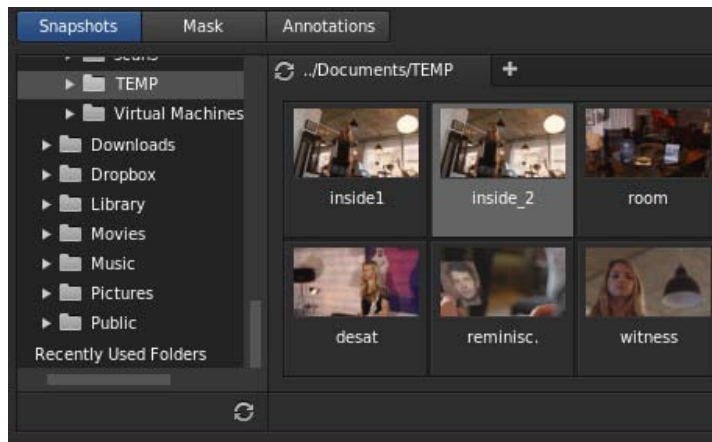 Snapshots Mask Annotations
scans
TEMP
Virtual Machines
Downloads
Dropbox
Library
Movies
Music
Pictures
Public
Recently Used Folders
../Documents/TEMP +
inside1 inside_2 room
desat reminisc. witness